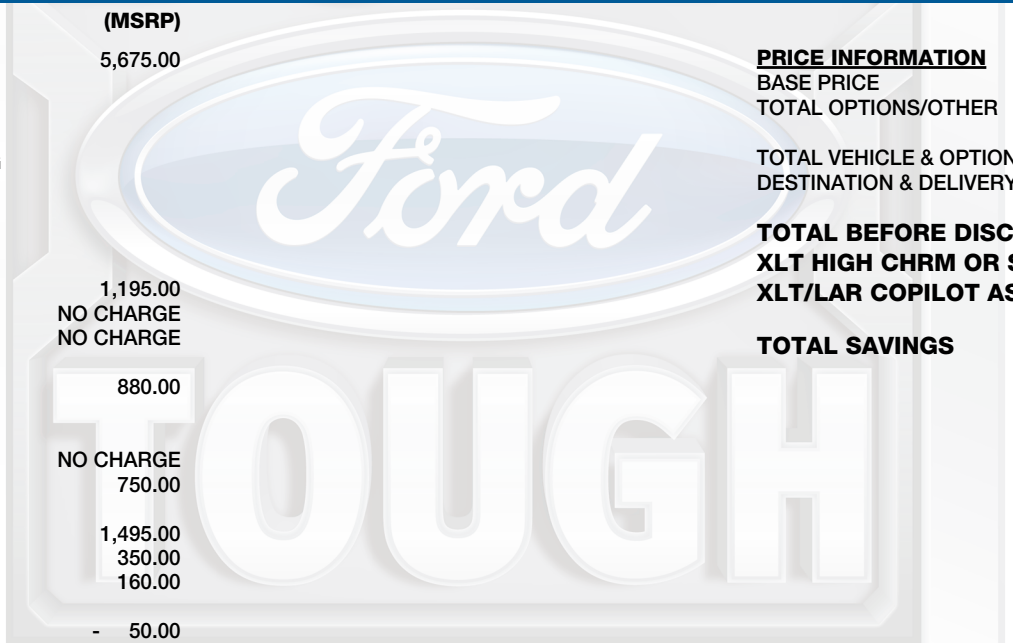 (MSRP)
5,675.00
1,195.00
NO CHARGE
NO CHARGE
880.00
NO CHARGE
750.00
1,495.00
350.00
160.00
- 50.00
Ford
TOUGH
PRICE INFORMATION
BASE PRICE
TOTAL OPTIONS/OTHER
TOTAL VEHICLE & OPTION
DESTINATION & DELIVERY
TOTAL BEFORE DISC
XLT HIGH CHRM OR S
XLT/LAR COPILOT AS
TOTAL SAVINGS